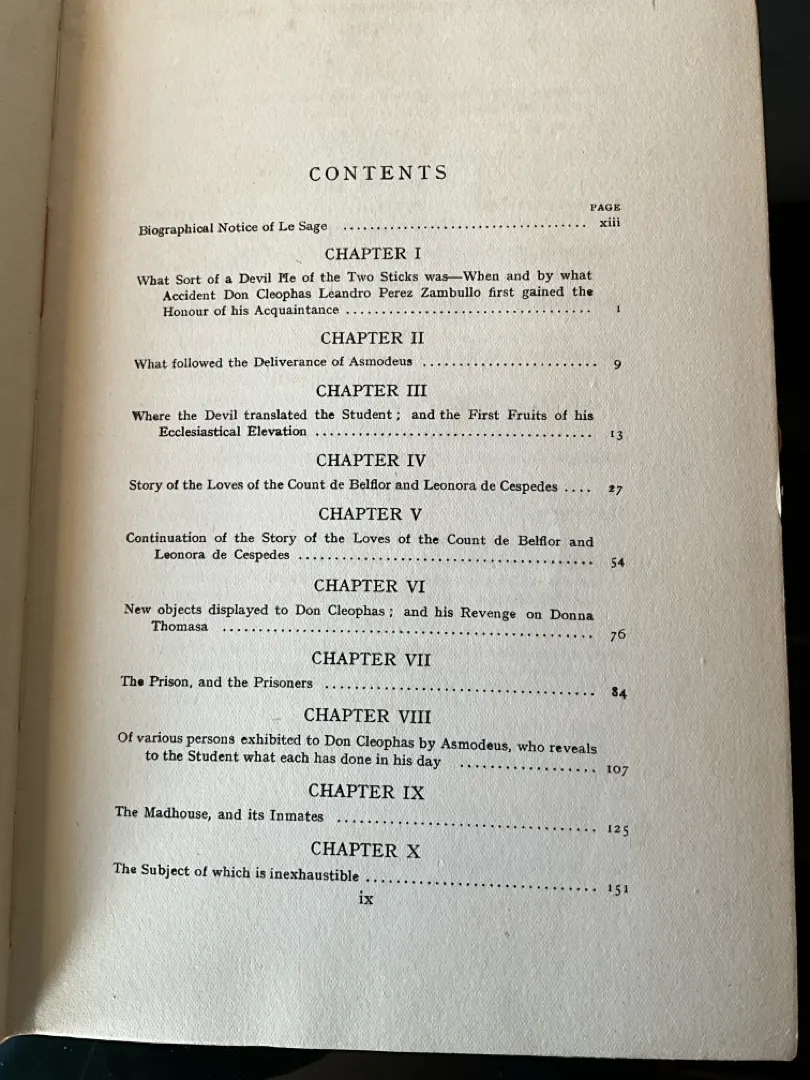 CONTENTS
PAGE
Biographical Notice of Le Sage .................................... xiii
CHAPTER I
What Sort of a Devil He of the Two Sticks was—When and by what
Accident Don Cleophas Leandro Perez Zambullo first gained the
Honour of his Acquaintance .................................. 1
CHAPTER II
What followed the Deliverance of Asmodeus ........................ 9
CHAPTER III
Where the Devil translated the Student; and the First Fruits of his
Ecclesiastical Elevation ...................................... 13
CHAPTER IV
Story of the Loves of the Count de Belflor and Leonora de Cespedes .... 27
CHAPTER V
Continuation of the Story of the Loves of the Count de Belflor and
Leonora de Cespedes ......................................... 54
CHAPTER VI
New objects displayed to Don Cleophas; and his Revenge on Donna
Thomasa ................................................... 76
CHAPTER VII
The Prison, and the Prisoners ..................................... 84
CHAPTER VIII
Of various persons exhibited to Don Cleophas by Asmodeus, who reveals
to the Student what each has done in his day .................. 107
CHAPTER IX
The Madhouse, and its Inmates .................................... 125
CHAPTER X
The Subject of which is inexhaustible ................................ 151
ix